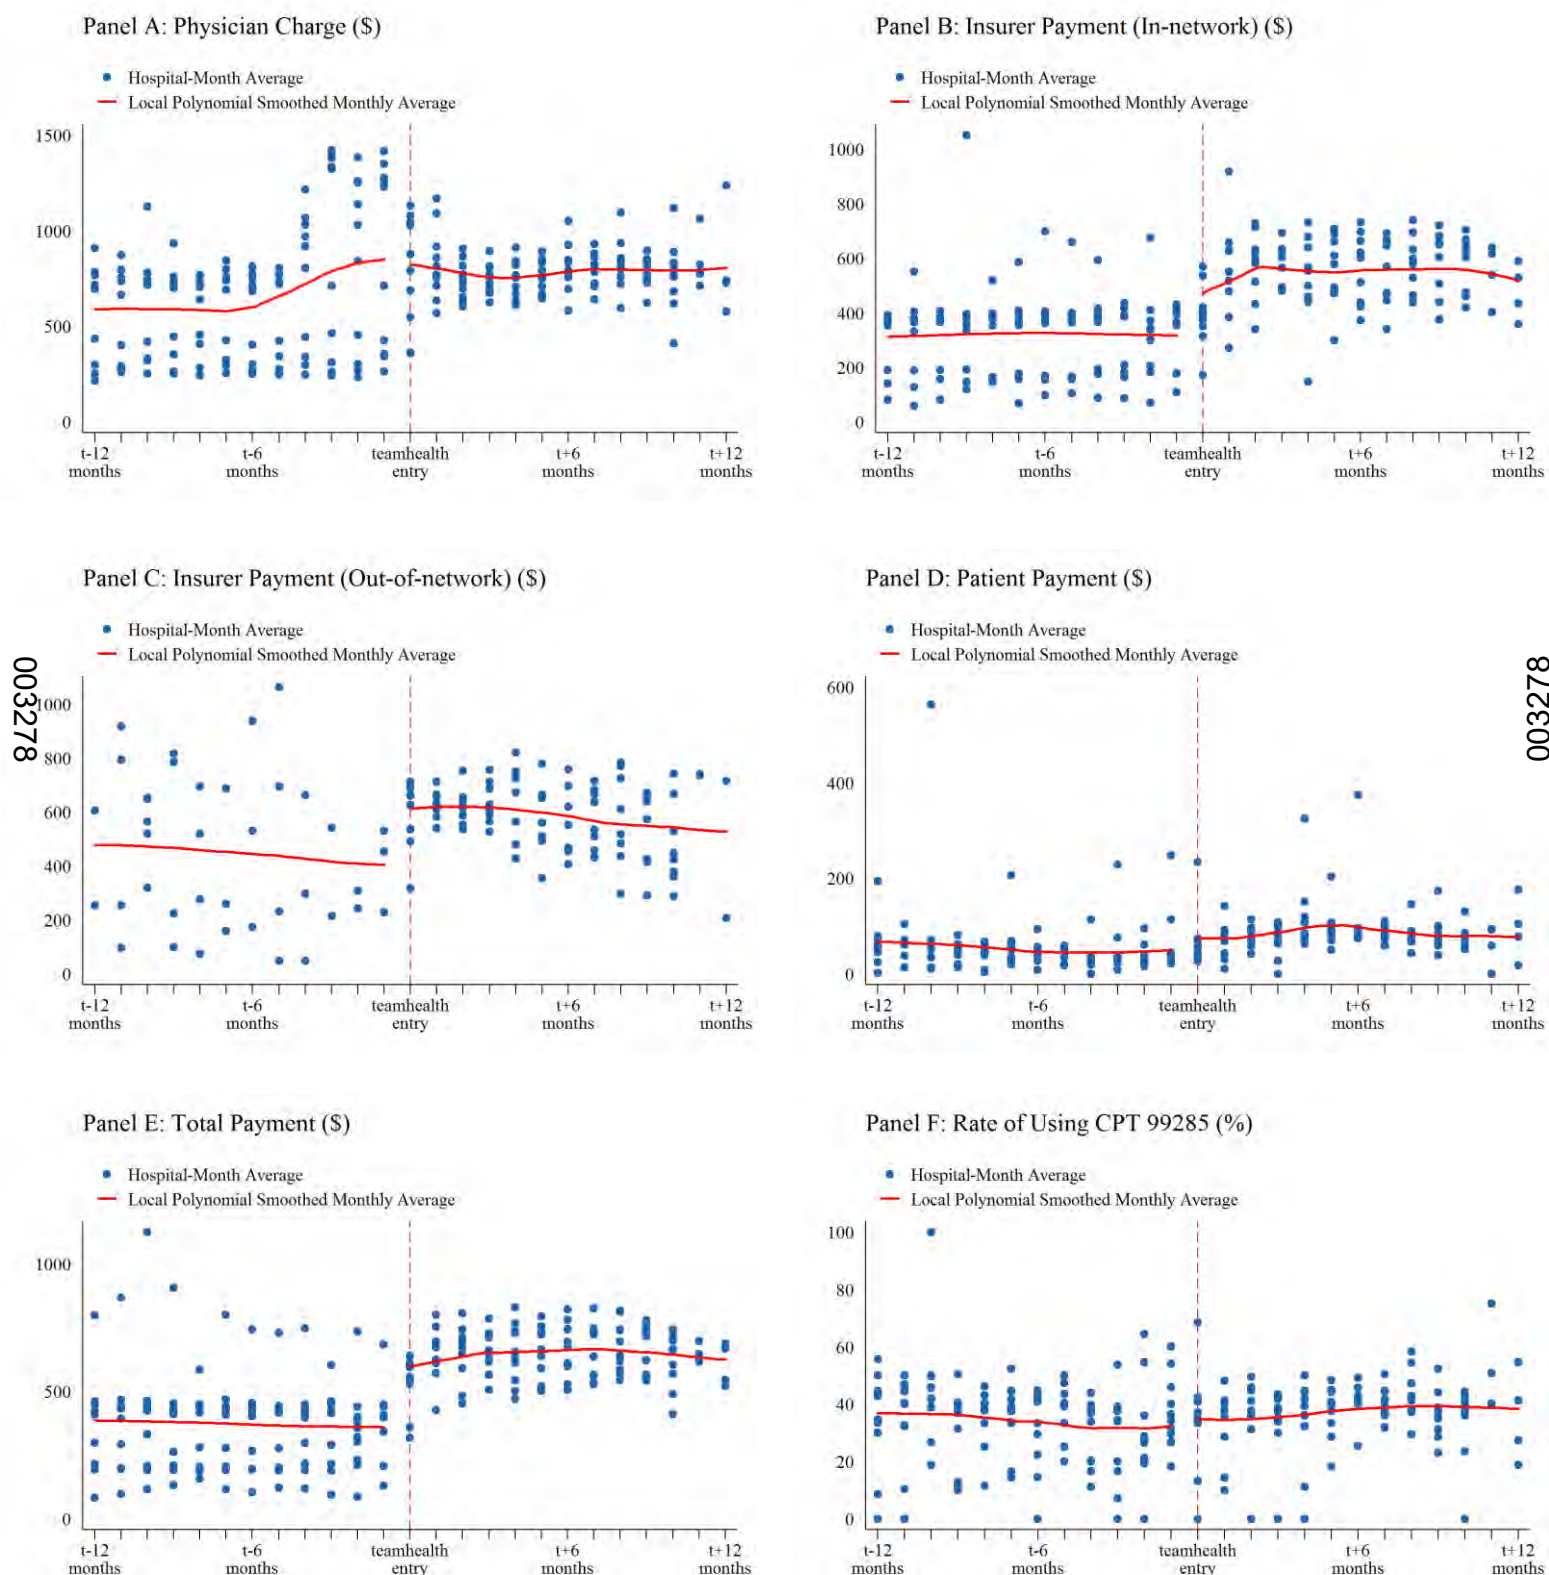 Panel A: Physician Charge ($)
Hospital-Month Average
Local Polynomial Smoothed Monthly Average
1500
1000
500
0
t-12 months
t-6 months
teamhealth entry
t+6 months
t+12 months
Panel B: Insurer Payment (In-network) ($)
Hospital-Month Average
Local Polynomial Smoothed Monthly Average
1000
800
600
400
200
0
t-12 months
t-6 months
teamhealth entry
t+6 months
t+12 months
Panel C: Insurer Payment (Out-of-network) ($)
Hospital-Month Average
Local Polynomial Smoothed Monthly Average
003278
1000
800
600
400
200
0
t-12 months
t-6 months
teamhealth entry
t+6 months
t+12 months
Panel D: Patient Payment ($)
Hospital-Month Average
Local Polynomial Smoothed Monthly Average
003278
600
400
200
0
t-12 months
t-6 months
teamhealth entry
t+6 months
t+12 months
Panel E: Total Payment ($)
Hospital-Month Average
Local Polynomial Smoothed Monthly Average
1000
500
0
t-12 months
t-6 months
teamhealth entry
t+6 months
t+12 months
Panel F: Rate of Using CPT 99285 (%)
Hospital-Month Average
Local Polynomial Smoothed Monthly Average
100
80
60
40
20
0
t-12 months
t-6 months
teamhealth entry
t+6 months
t+12 months